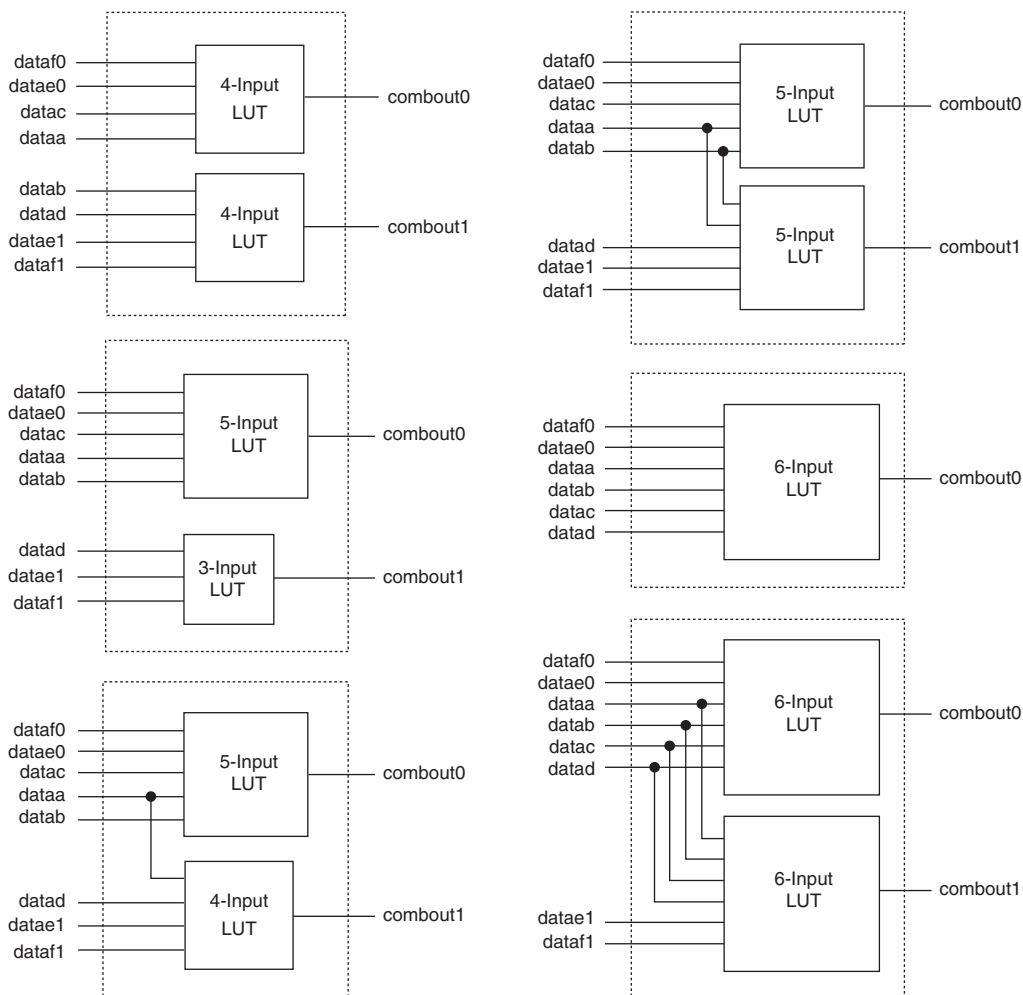 dataf0
datae0
datac
dataa
4-Input
LUT
combout0
datab
datad
datae1
dataf1
4-Input
LUT
combout1
dataf0
datae0
datac
dataa
datab
5-Input
LUT
combout0
datad
datae1
dataf1
3-Input
LUT
combout1
dataf0
datae0
datac
dataa
datab
5-Input
LUT
combout0
datad
datae1
dataf1
4-Input
LUT
combout1
dataf0
datae0
datac
dataa
datab
5-Input
LUT
combout0
datad
datae1
dataf1
5-Input
LUT
combout1
dataf0
datae0
dataa
datab
datac
datad
6-Input
LUT
combout0
dataf0
datae0
dataa
datab
datac
datad
6-Input
LUT
combout0
datae1
dataf1
6-Input
LUT
combout1